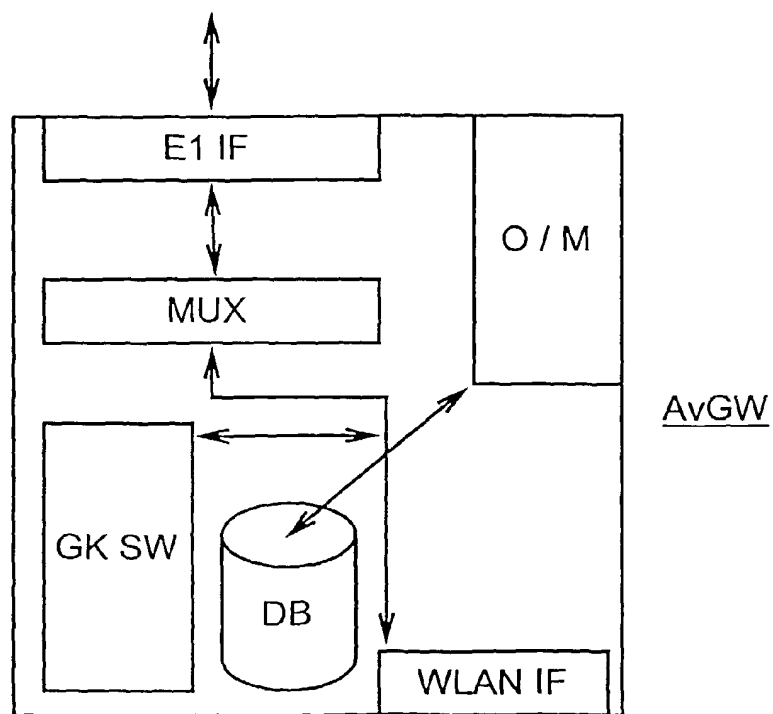 E1 IF
O / M
MUX
AvGW
GK SW
DB
WLAN IF